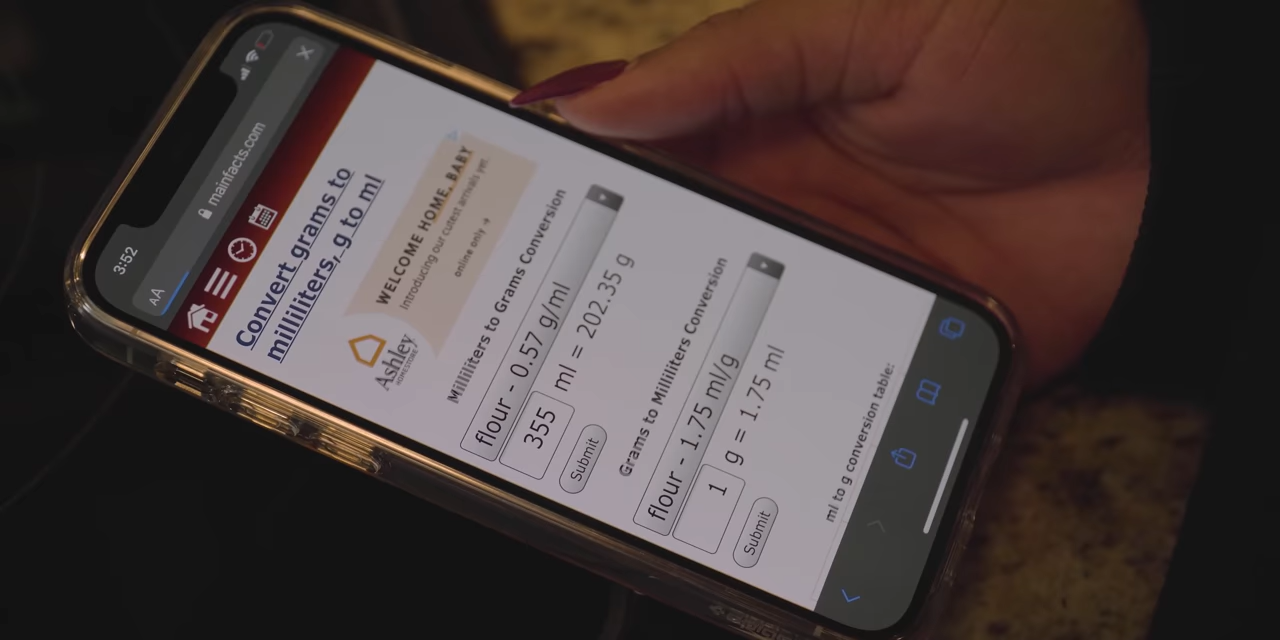 3:52
AA
mainfacts.com
Convert grams to
milliliters, g to ml
Ashley
HOMESTORE
WELCOME HOME, BABY
Introducing our cutest arrivals yet.
online only →
Milliliters to Grams Conversion
flour - 0.57 g/ml
355 ml = 202.35 g
Submit
Grams to Milliliters Conversion
flour - 1.75 ml/g
1 g = 1.75 ml
Submit
ml to g conversion table: